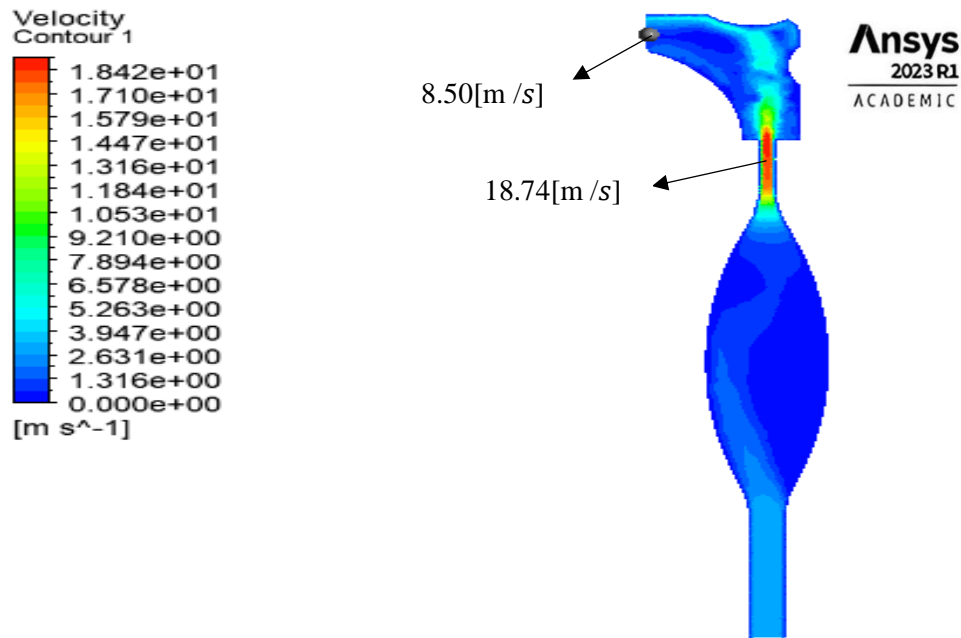 Velocity
Contour 1
1.842e+01
1.710e+01
1.579e+01
1.447e+01
1.316e+01
1.184e+01
1.053e+01
9.210e+00
7.894e+00
6.578e+00
5.263e+00
3.947e+00
2.631e+00
1.316e+00
0.000e+00
[m s^-1]
8.50[m /s]
18.74[m /s]
Ansys
2023 R1
ACADEMIC